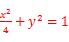 x²/4 + y² = 1